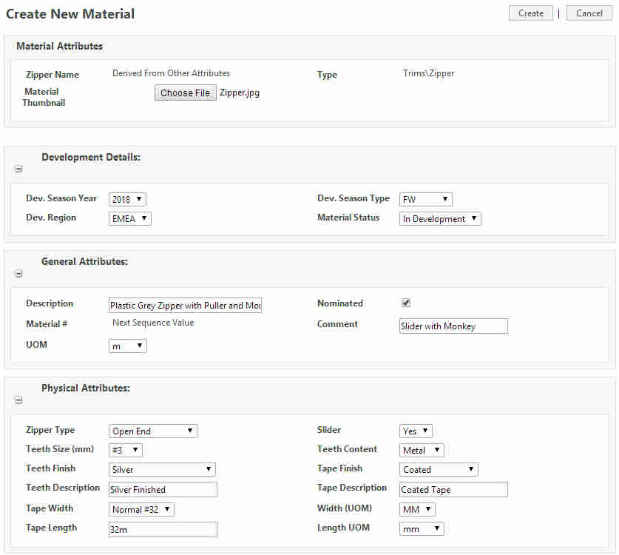 Create New Material
Create | Cancel
Material Attributes
Zipper Name Derived From Other Attributes Type Trims\Zipper
Material Thumbnail Choose File Zipper.jpg
Development Details:
Dev. Season Year 2018 Dev. Season Type FW
Dev. Region EMEA Material Status In Development
General Attributes:
Description Plastic Grey Zipper with Puller and Mo Nominated
Material # Next Sequence Value Comment Slider with Monkey
UOM m
Physical Attributes:
Zipper Type Open End Slider Yes
Teeth Size (mm) #3 Teeth Content Metal
Teeth Finish Silver Tape Finish Coated
Teeth Description Silver Finished Tape Description Coated Tape
Tape Width Normal #32 Width (UOM) MM
Tape Length 32m Length UOM mm